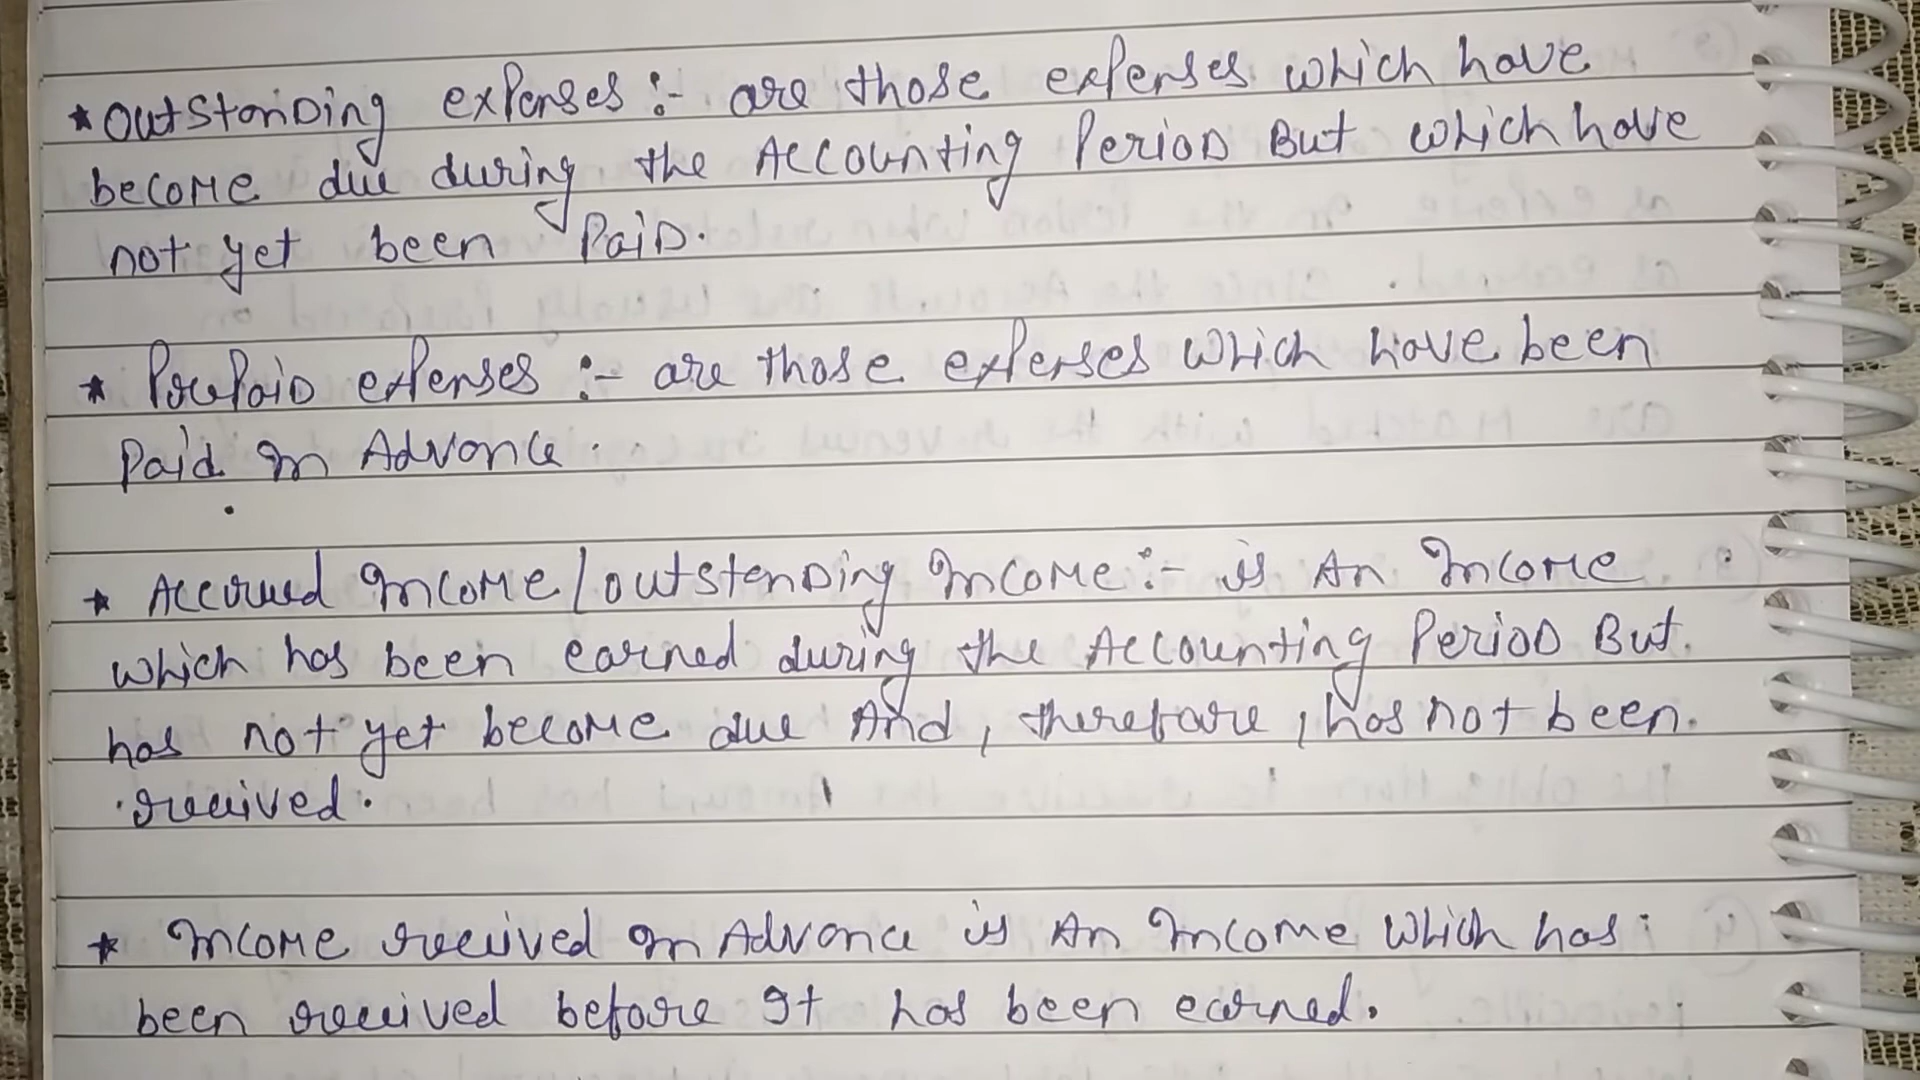 * Outstanding expenses :- are those expenses which have
become due during the Accounting Period But which have
not yet been Paid.
* Prepaid expenses :- are those expenses which have been
Paid In Advance.
* Accrued Income / outstanding Income :- is An Income
which has been earned during the Accounting Period But.
has not yet become due And, therefore, has not been.
received.
* Income received In Advance is An Income which has
been received before It has been earned.